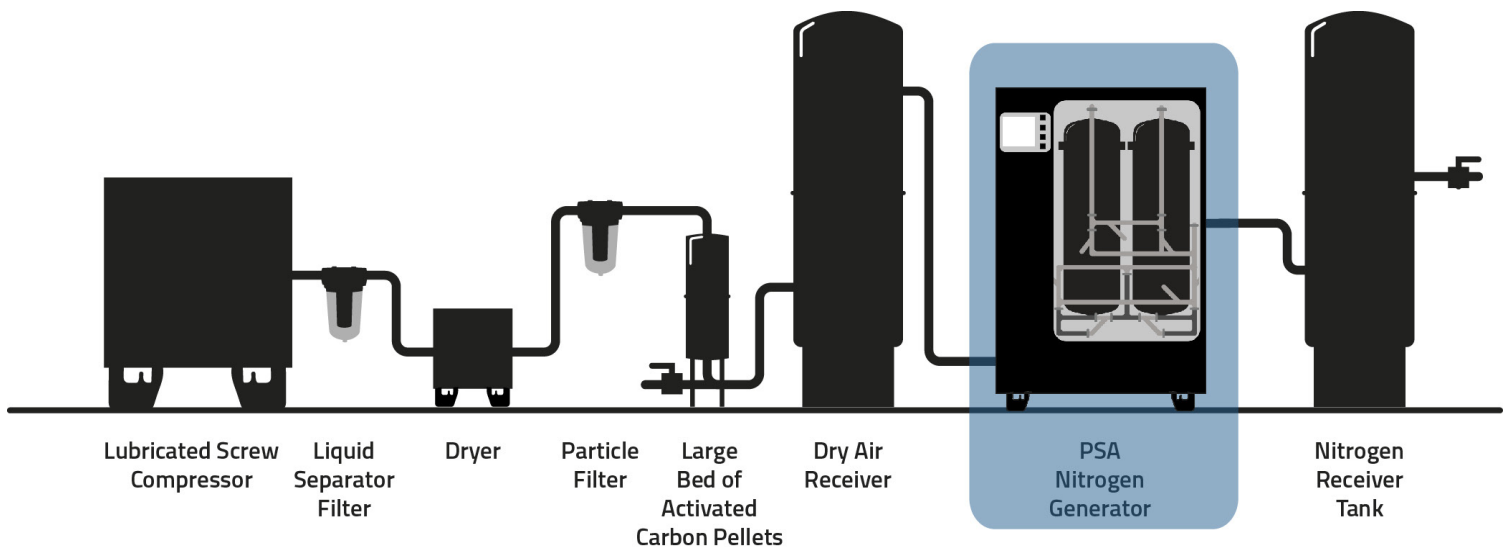 Lubricated Screw
Compressor
Liquid
Separator
Filter
Dryer
Particle
Filter
Large
Bed of
Activated
Carbon Pellets
Dry Air
Receiver
PSA
Nitrogen
Generator
Nitrogen
Receiver
Tank